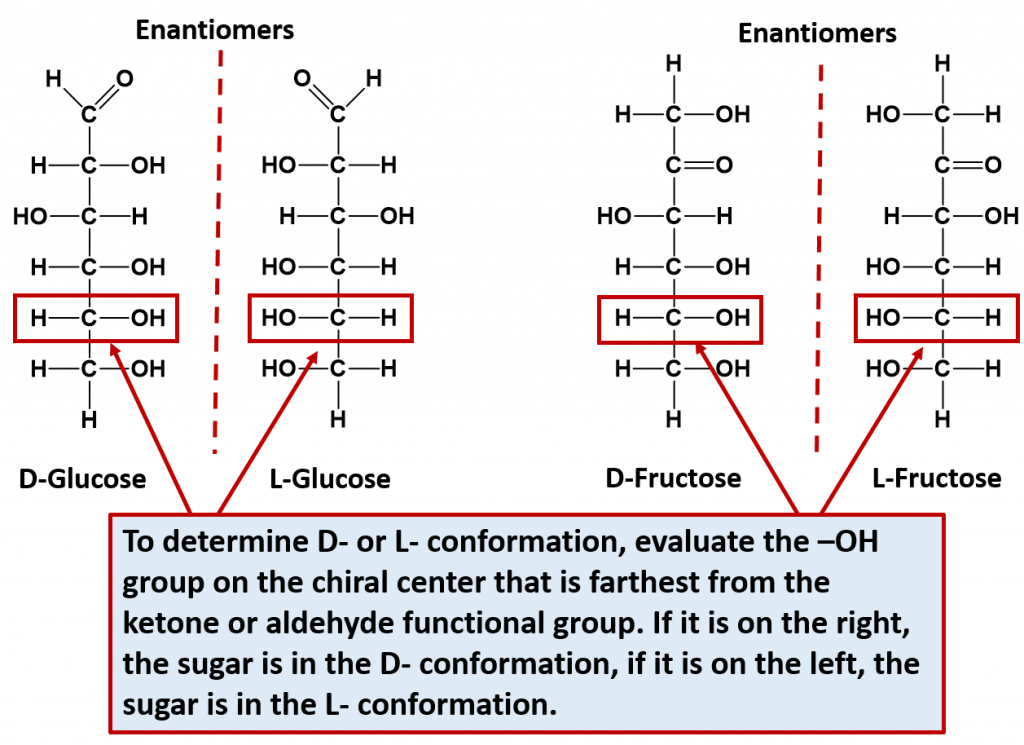 Enantiomers
Enantiomers
H O
C
H—C—OH
HO—C—H
H—C—OH
H—C—OH
H—C—OH
H
D-Glucose
O H
C
HO—C—H
H—C—OH
HO—C—H
HO—C—H
HO—C—H
H
L-Glucose
H
H—C—OH
C=O
HO—C—H
H—C—OH
H—C—OH
H—C—OH
H
D-Fructose
H
HO—C—H
C=O
H—C—OH
HO—C—H
HO—C—H
HO—C—H
H
L-Fructose
To determine D- or L- conformation, evaluate the –OH
group on the chiral center that is farthest from the
ketone or aldehyde functional group. If it is on the right,
the sugar is in the D- conformation, if it is on the left, the
sugar is in the L- conformation.